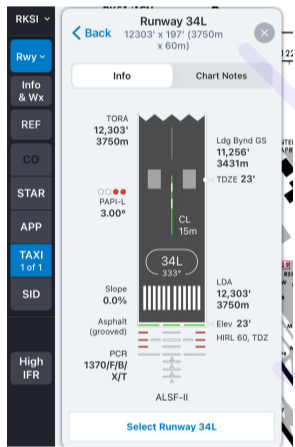 RKSI
Back
Runway 34L
12303' x 197' (3750m
x 60m)
Rwy
Info
& Wx
REF
CO
STAR
APP
TAXI
1 of 1
SID
High
IFR
Info
Chart Notes
TORA
12,303'
3750m
Ldg Bynd GS
11,256'
3431m
TDZE 23'
PAPI-L
3.00°
CL
15m
34L
333°
Slope
0.0%
LDA
12,303'
3750m
Asphalt
(grooved)
Elev 23'
HIRL 60, TDZ
PCR
1370/F/B/
X/T
ALSF-II
Select Runway 34L